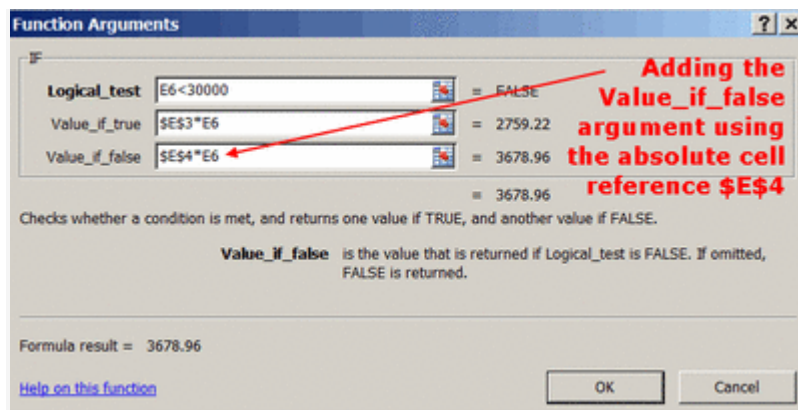 Function Arguments
IF
Logical_test E6<30000 = FALSE
Value_if_true $E$3*E6 = 2759.22
Value_if_false $E$4*E6 = 3678.96
= 3678.96
Adding the
Value_if_false
argument using
the absolute cell
reference $E$4
Checks whether a condition is met, and returns one value if TRUE, and another value if FALSE.
Value_if_false is the value that is returned if Logical_test is FALSE. If omitted,
FALSE is returned.
Formula result = 3678.96
Help on this function
OK Cancel